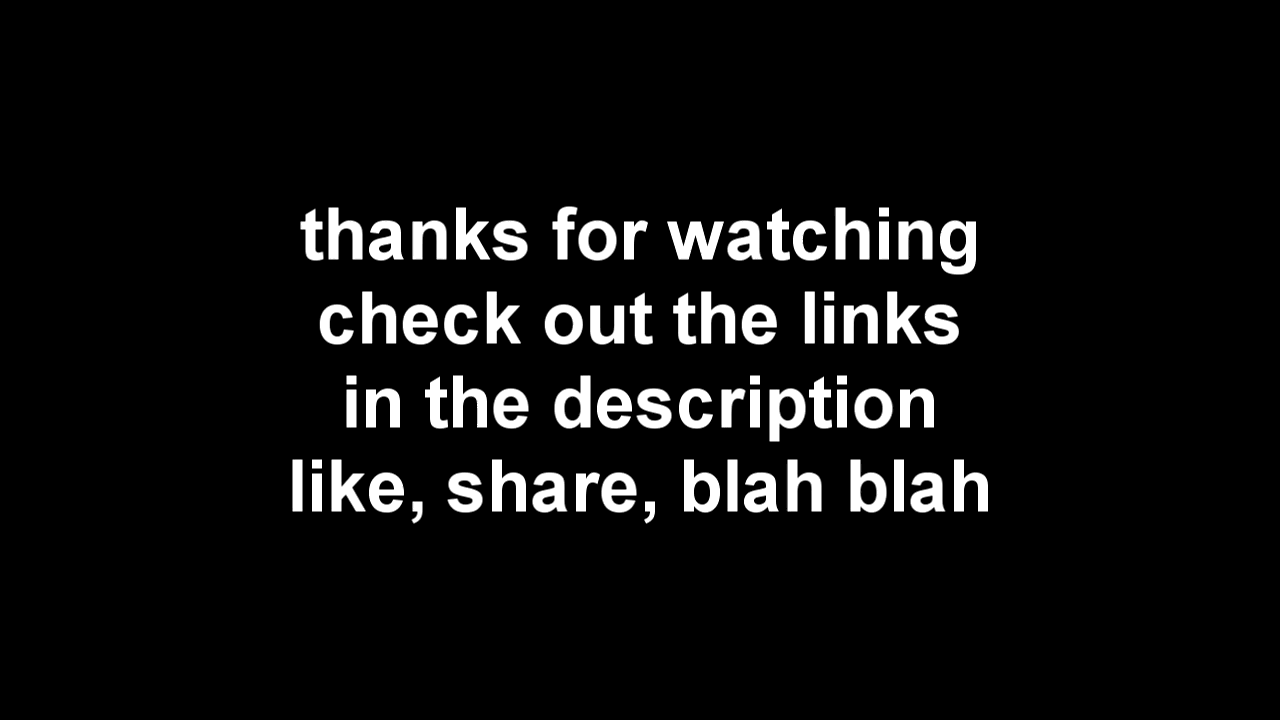 thanks for watching
check out the links
in the description
like, share, blah blah